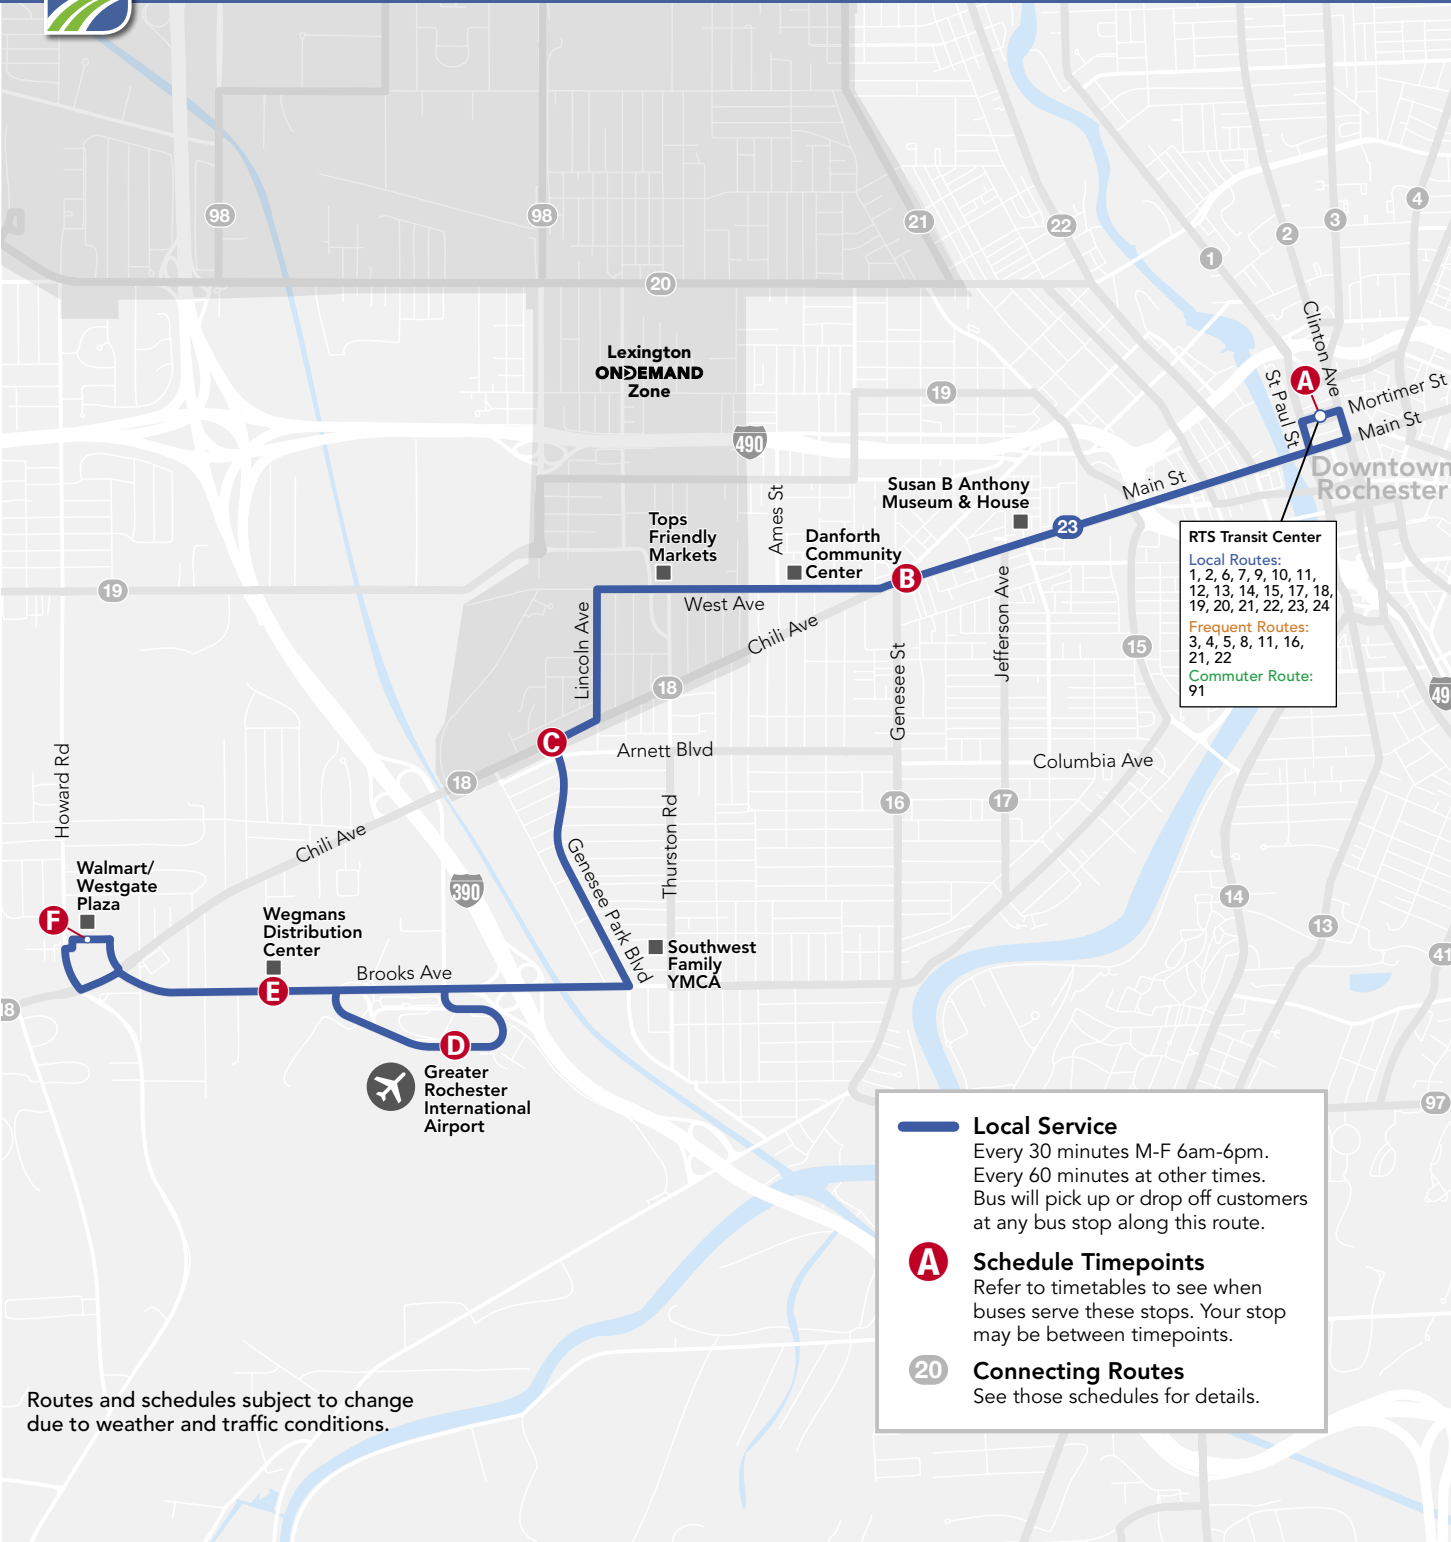 98
98
21
22
4
3
2
1
20
Clinton Ave
Lexington
ONDEMAND
Zone
A
St Paul St
Mortimer St
19
Main St
490
Downtown
Rochester
Main St
Susan B Anthony
Museum & House
Ames St
23
Tops
Friendly
Markets
Danforth
Community
Center
B
RTS Transit Center
Local Routes:
1, 2, 6, 7, 9, 10, 11,
12, 13, 14, 15, 17, 18,
19, 20, 21, 22, 23, 24
Frequent Routes:
3, 4, 5, 8, 11, 16,
21, 22
Commuter Route:
91
19
West Ave
Lincoln Ave
Chili Ave
Genesee St
Jefferson Ave
15
18
49
C
Arnett Blvd
Columbia Ave
18
16
17
Howard Rd
Thurston Rd
Chili Ave
Genesee Park Blvd
Walmart/
Westgate
Plaza
390
14
F
Wegmans
Distribution
Center
13
Southwest
Family
YMCA
41
Brooks Ave
E
8
D
Greater
Rochester
International
Airport
97
Local Service
Every 30 minutes M-F 6am-6pm.
Every 60 minutes at other times.
Bus will pick up or drop off customers
at any bus stop along this route.
A
Schedule Timepoints
Refer to timetables to see when
buses serve these stops. Your stop
may be between timepoints.
20
Connecting Routes
See those schedules for details.
Routes and schedules subject to change
due to weather and traffic conditions.